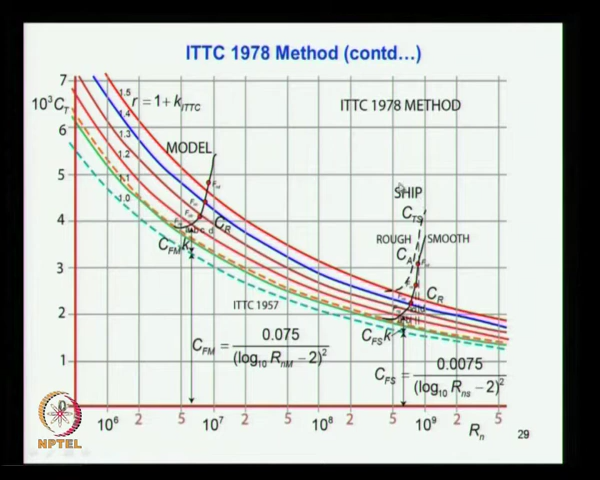 ITTC 1978 Method (contd…)
7
10³C_T
6
5
4
3
2
1
0
1.5
1.4
1.3
1.2
1.1
1.0
r = 1 + k_ITTC
ITTC 1978 METHOD
MODEL
C_R
C_FM k
ITTC 1957
C_FM = 0.075 / (log₁₀ R_nM − 2)²
SHIP
C_TS
ROUGH SMOOTH
C_A
C_R
C_FS k
C_FS = 0.0075 / (log₁₀ R_ns − 2)²
10⁶ 2 5 10⁷ 2 5 10⁸ 2 5 10⁹ 2 5
R_n
29
NPTEL